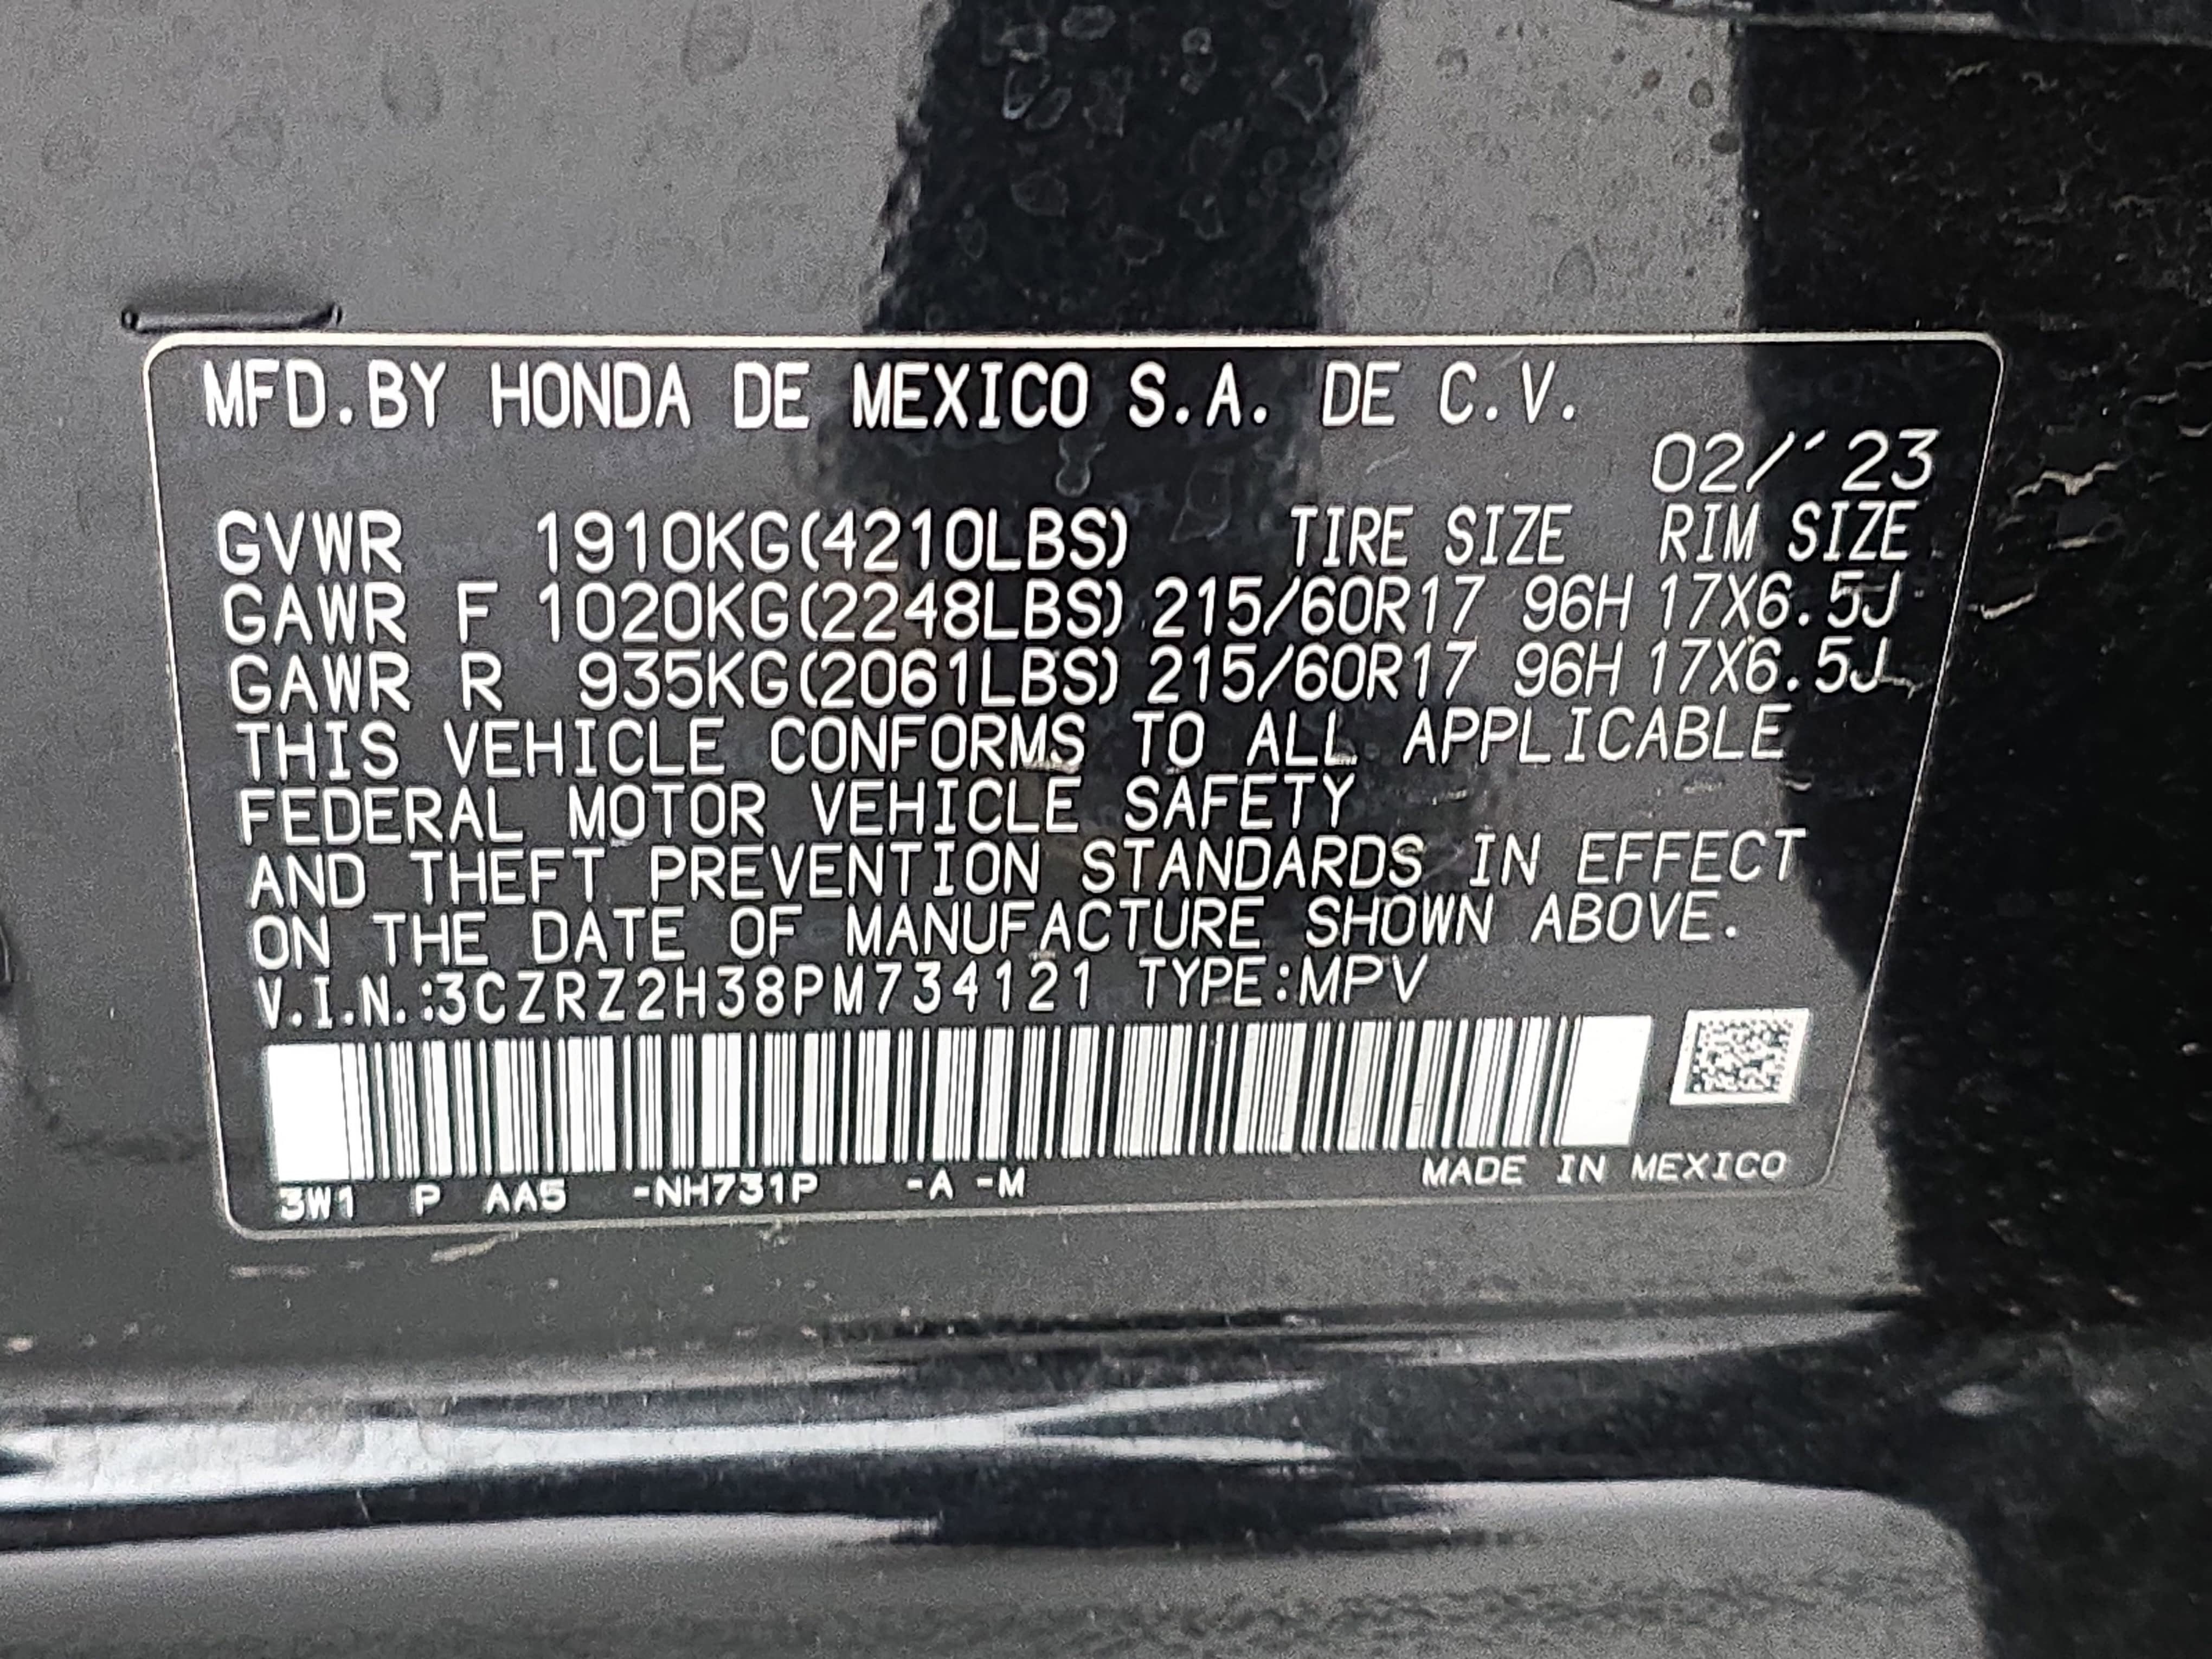 MFD.BY HONDA DE MEXICO S.A. DE C.V.
02/'23
GVWR 1910KG(4210LBS) TIRE SIZE RIM SIZE
GAWR F 1020KG(2248LBS) 215/60R17 96H 17X6.5J
GAWR R 935KG(2061LBS) 215/60R17 96H 17X6.5J
THIS VEHICLE CONFORMS TO ALL APPLICABLE
FEDERAL MOTOR VEHICLE SAFETY
AND THEFT PREVENTION STANDARDS IN EFFECT
ON THE DATE OF MANUFACTURE SHOWN ABOVE.
V.I.N.:3CZRZ2H38PM734121 TYPE:MPV
3W1 P AA5 -NH731P -A -M MADE IN MEXICO